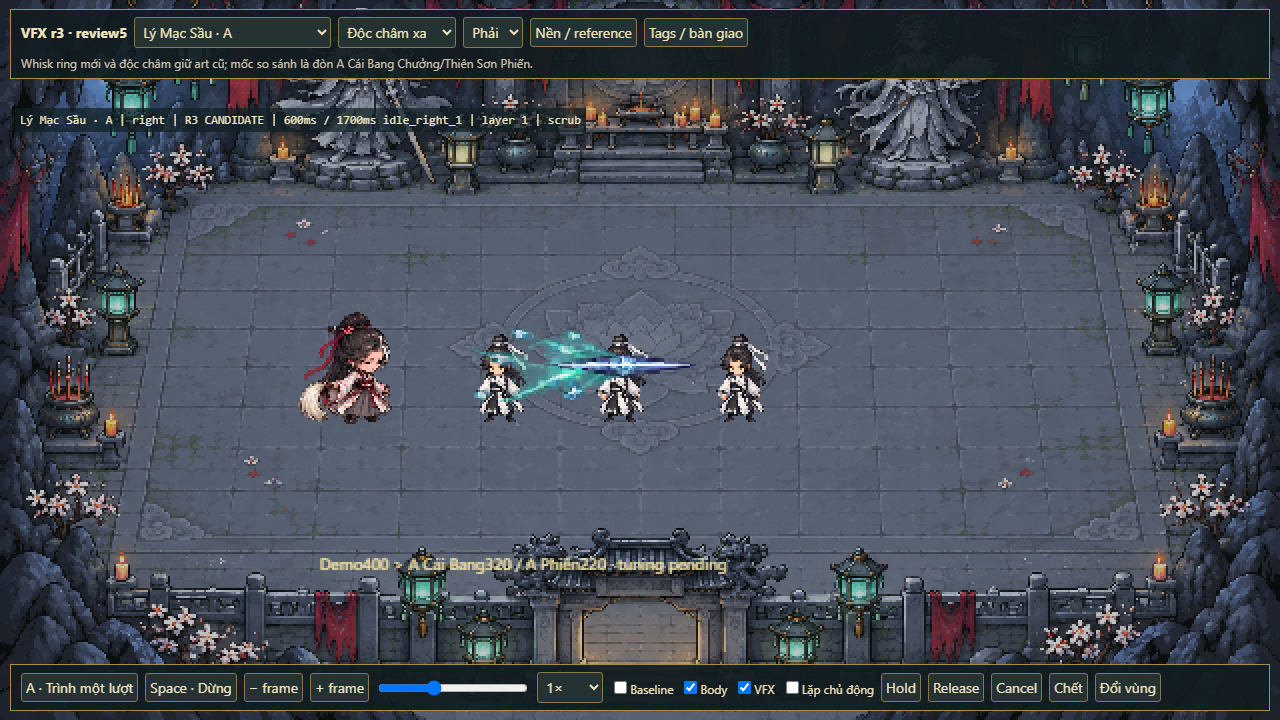 VFX r3 · review5 Lý Mạc Sầu · A Độc châm xa Phải Nền / reference Tags / bàn giao
Whisk ring mới và độc châm giữ art cũ; mốc so sánh là đòn A Cái Bang Chưởng/Thiên Sơn Phiến.
Lý Mạc Sầu · A | right | R3 CANDIDATE | 600ms / 1700ms idle_right_1 | layer 1 | scrub
Demo400 > A Cái Bang320 / A Phiến220 - tuning pending
A · Trình một lượt Space · Dừng − frame + frame 1× Baseline Body VFX Lặp chủ động Hold Release Cancel Chết Đổi vùng